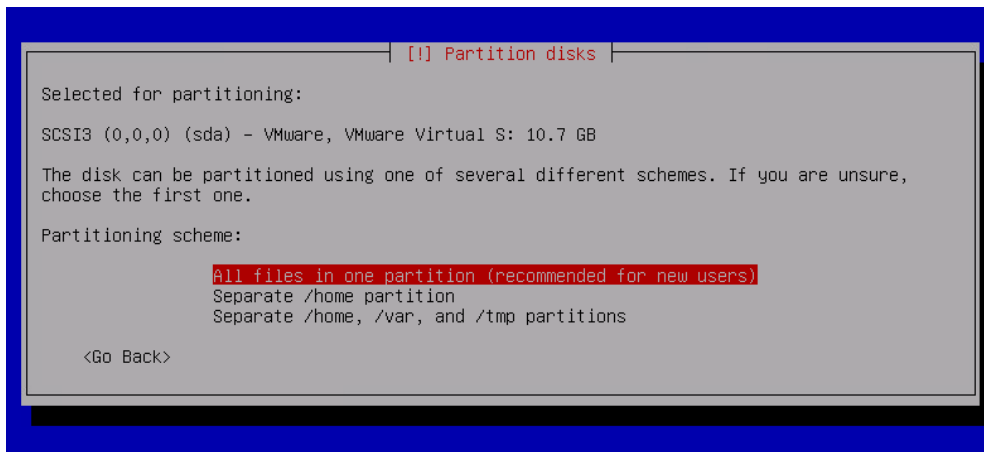 [!] Partition disks
Selected for partitioning:
SCSI3 (0,0,0) (sda) – VMware, VMware Virtual S: 10.7 GB
The disk can be partitioned using one of several different schemes. If you are unsure,
choose the first one.
Partitioning scheme:
All files in one partition (recommended for new users)
Separate /home partition
Separate /home, /var, and /tmp partitions
<Go Back>